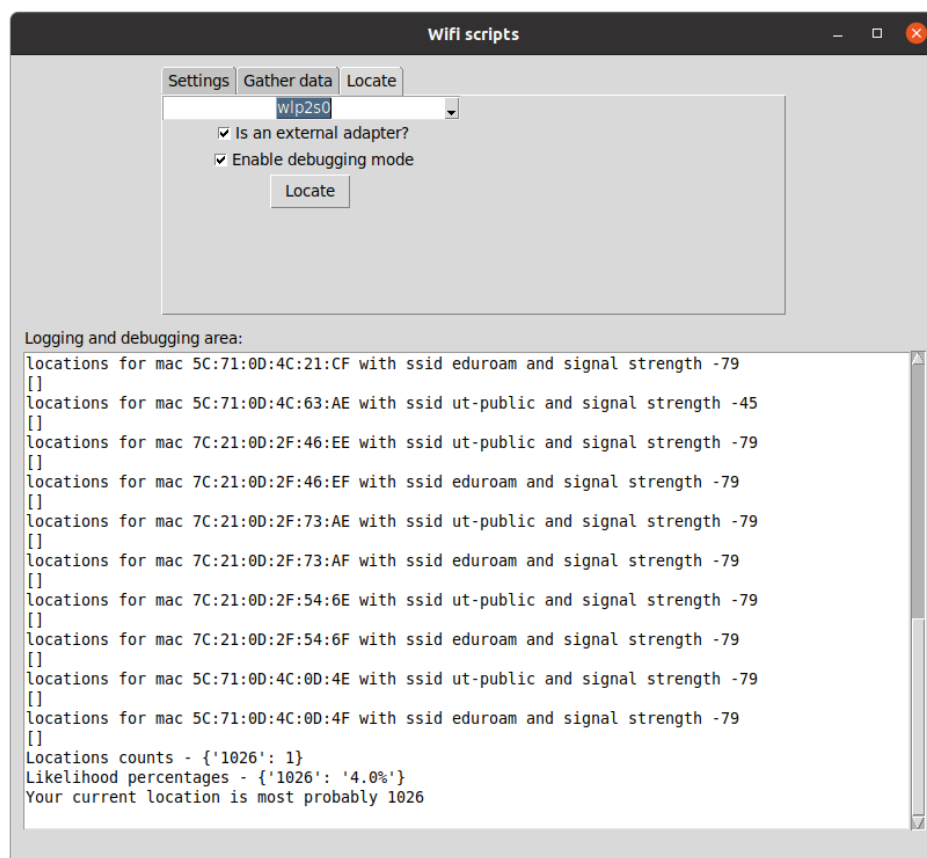 Wifi scripts
Settings Gather data Locate
wlp2s0
Is an external adapter?
Enable debugging mode
Locate
Logging and debugging area:
locations for mac 5C:71:0D:4C:21:CF with ssid eduroam and signal strength -79
[]
locations for mac 5C:71:0D:4C:63:AE with ssid ut-public and signal strength -45
[]
locations for mac 7C:21:0D:2F:46:EE with ssid ut-public and signal strength -79
[]
locations for mac 7C:21:0D:2F:46:EF with ssid eduroam and signal strength -79
[]
locations for mac 7C:21:0D:2F:73:AE with ssid ut-public and signal strength -79
[]
locations for mac 7C:21:0D:2F:73:AF with ssid eduroam and signal strength -79
[]
locations for mac 7C:21:0D:2F:54:6E with ssid ut-public and signal strength -79
[]
locations for mac 7C:21:0D:2F:54:6F with ssid eduroam and signal strength -79
[]
locations for mac 5C:71:0D:4C:0D:4E with ssid ut-public and signal strength -79
[]
locations for mac 5C:71:0D:4C:0D:4F with ssid eduroam and signal strength -79
[]
Locations counts - {'1026': 1}
Likelihood percentages - {'1026': '4.0%'}
Your current location is most probably 1026